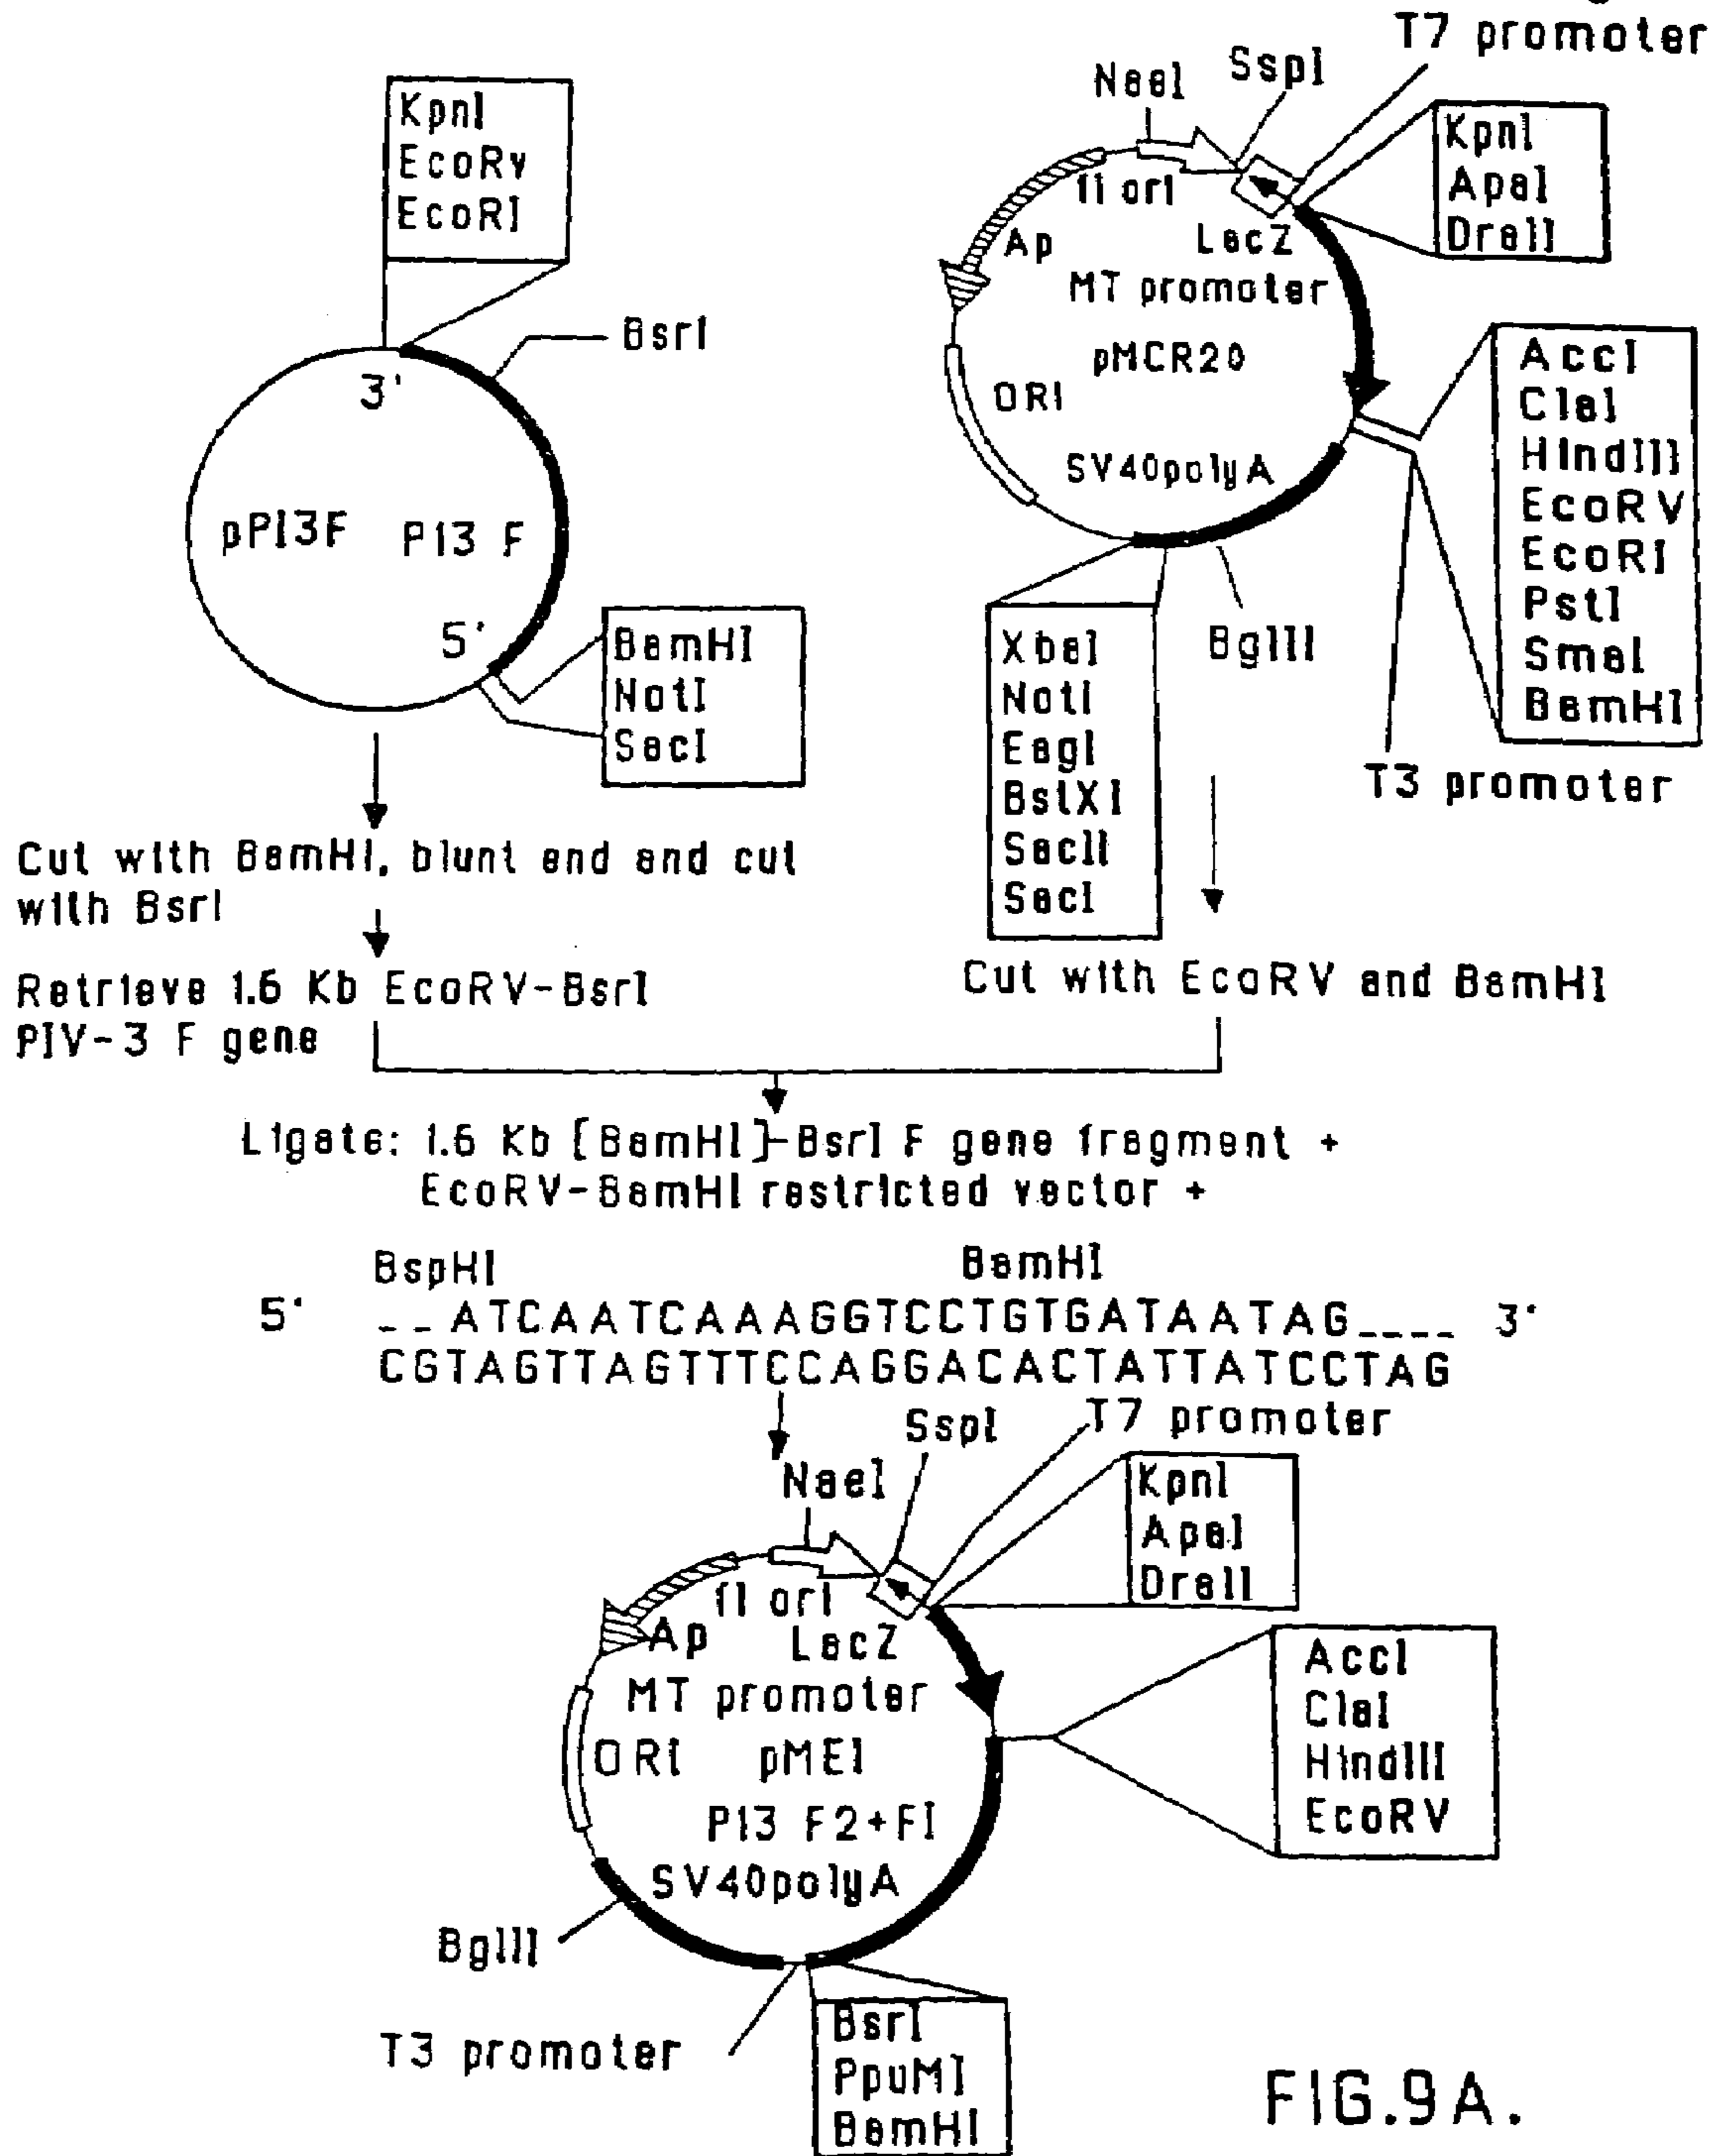 T7 promoter
NaeI
SspI
KpnI
EcoRV
EcoRI
KpnI
ApaI
DraII
f1 ori
Ap
LacZ
MT promoter
BsrI
pMCR20
3'
ORI
AccI
ClaI
HindIII
EcoRV
EcoRI
PstI
SmaI
BamHI
SV40polyA
pPI3F
PI3 F
5'
BamHI
NotI
SacI
XbaI
NotI
EagI
BstXI
SacII
SacI
BglII
T3 promoter
Cut with BamHI, blunt end and cut
with BsrI
Retrieve 1.6 Kb EcoRV-BsrI
PIV-3 F gene
Cut with EcoRV and BamHI
Ligate: 1.6 Kb [BamHI]-BsrI F gene fragment +
EcoRV-BamHI restricted vector +
BspHI BamHI
5' _ _ATCAATCAAAGGTCCTGTGATAATAG_ _ _ _ 3'
CGTAGTTAGTTTCCAGGACACTATTATCCTAG
SspI
T7 promoter
NaeI
KpnI
ApaI
DraII
f1 ori
Ap
LacZ
MT promoter
AccI
ClaI
HindIII
EcoRV
ORI
pME1
PI3 F2+F1
SV40polyA
BglII
T3 promoter
BsrI
PpuMI
BamHI
FIG.9A.